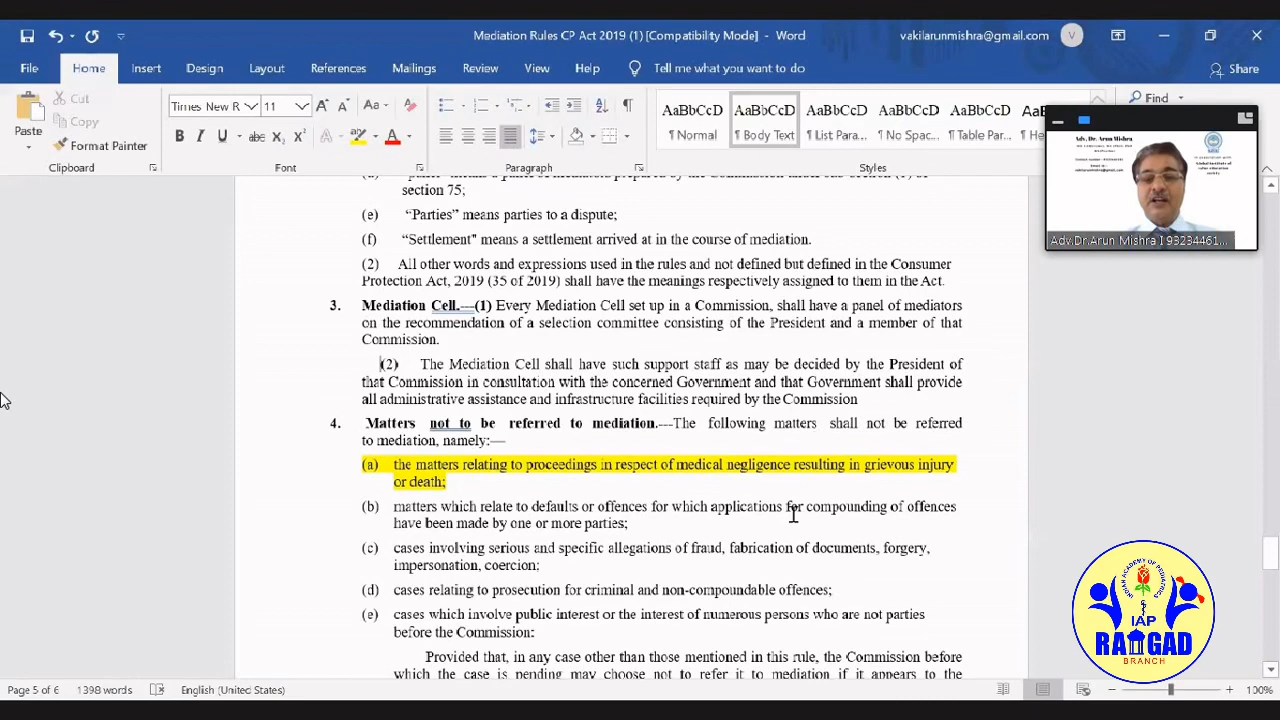 Mediation Rules CP Act 2019 (1) [Compatibility Mode] - Word
vakilarunmishra@gmail.com
V
File Home Insert Design Layout References Mailings Review View Help Tell me what you want to do Share
Paste
Cut
Copy
Format Painter
Clipboard
Times New R 11
Font
Paragraph
AaBbCcD AaBbCcD AaBbCcD AaBbCcD AaBbCcD
¶ Normal ¶ Body Text ¶ List Para... ¶ No Spac... ¶ Table Par...
Styles
Find
Adv. Dr. Arun Mishra
Adv.Dr.Arun Mishra I 93234461...
section 75;
(e) “Parties” means parties to a dispute;
(f) “Settlement" means a settlement arrived at in the course of mediation.
(2) All other words and expressions used in the rules and not defined but defined in the Consumer
Protection Act, 2019 (35 of 2019) shall have the meanings respectively assigned to them in the Act.
3. Mediation Cell.---(1) Every Mediation Cell set up in a Commission, shall have a panel of mediators
on the recommendation of a selection committee consisting of the President and a member of that
Commission.
(2) The Mediation Cell shall have such support staff as may be decided by the President of
that Commission in consultation with the concerned Government and that Government shall provide
all administrative assistance and infrastructure facilities required by the Commission
4. Matters not to be referred to mediation.---The following matters shall not be referred
to mediation, namely:—
(a) the matters relating to proceedings in respect of medical negligence resulting in grievous injury
or death;
(b) matters which relate to defaults or offences for which applications for compounding of offences
have been made by one or more parties;
(c) cases involving serious and specific allegations of fraud, fabrication of documents, forgery,
impersonation, coercion;
(d) cases relating to prosecution for criminal and non-compoundable offences;
(e) cases which involve public interest or the interest of numerous persons who are not parties
before the Commission:
Provided that, in any case other than those mentioned in this rule, the Commission before
which the case is pending may choose not to refer it to mediation if it appears to the
INDIAN ACADEMY OF PEDIATRICS
IAP
RAIGAD
BRANCH
Page 5 of 6 1398 words English (United States) 100%